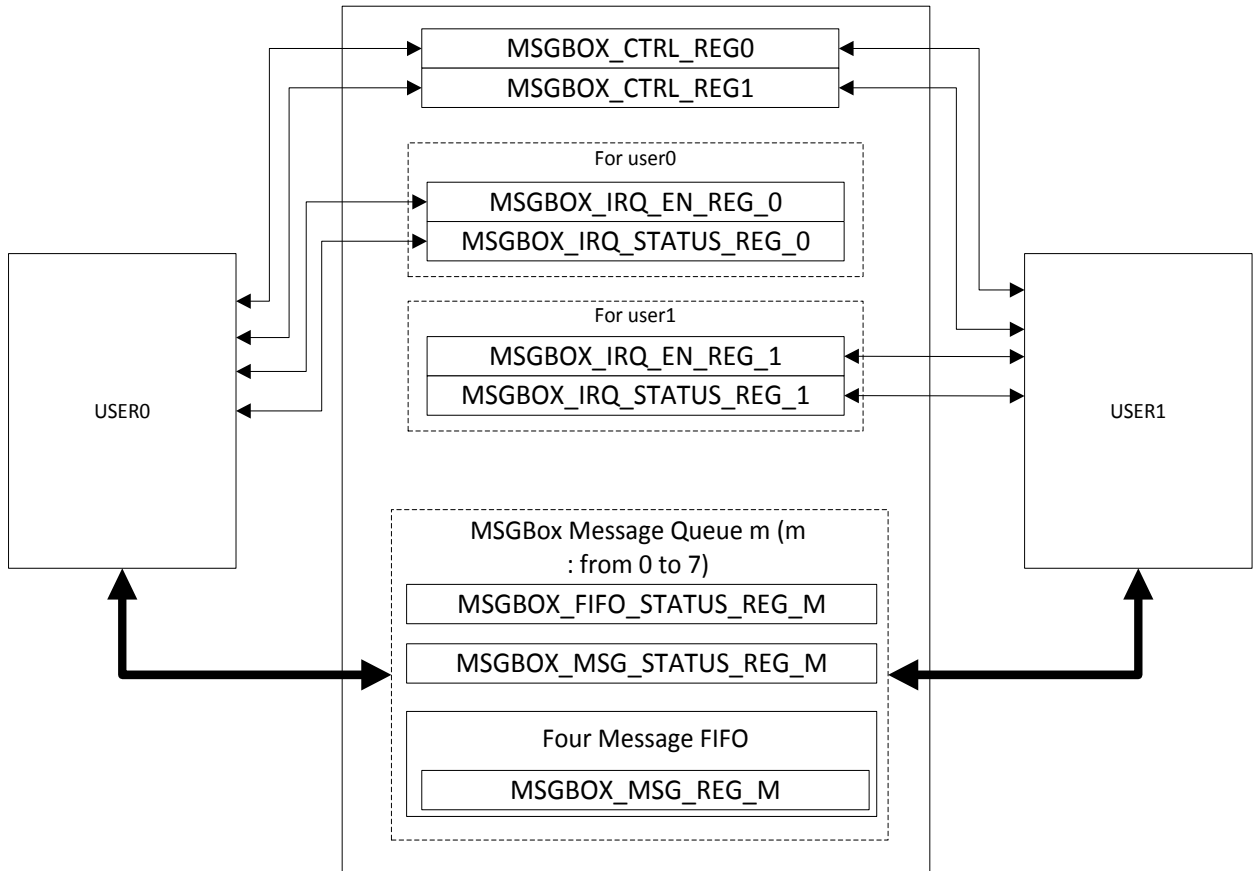 MSGBOX_CTRL_REG0
MSGBOX_CTRL_REG1
For user0
MSGBOX_IRQ_EN_REG_0
MSGBOX_IRQ_STATUS_REG_0
For user1
MSGBOX_IRQ_EN_REG_1
MSGBOX_IRQ_STATUS_REG_1
USER0
USER1
MSGBox Message Queue m (m
: from 0 to 7)
MSGBOX_FIFO_STATUS_REG_M
MSGBOX_MSG_STATUS_REG_M
Four Message FIFO
MSGBOX_MSG_REG_M